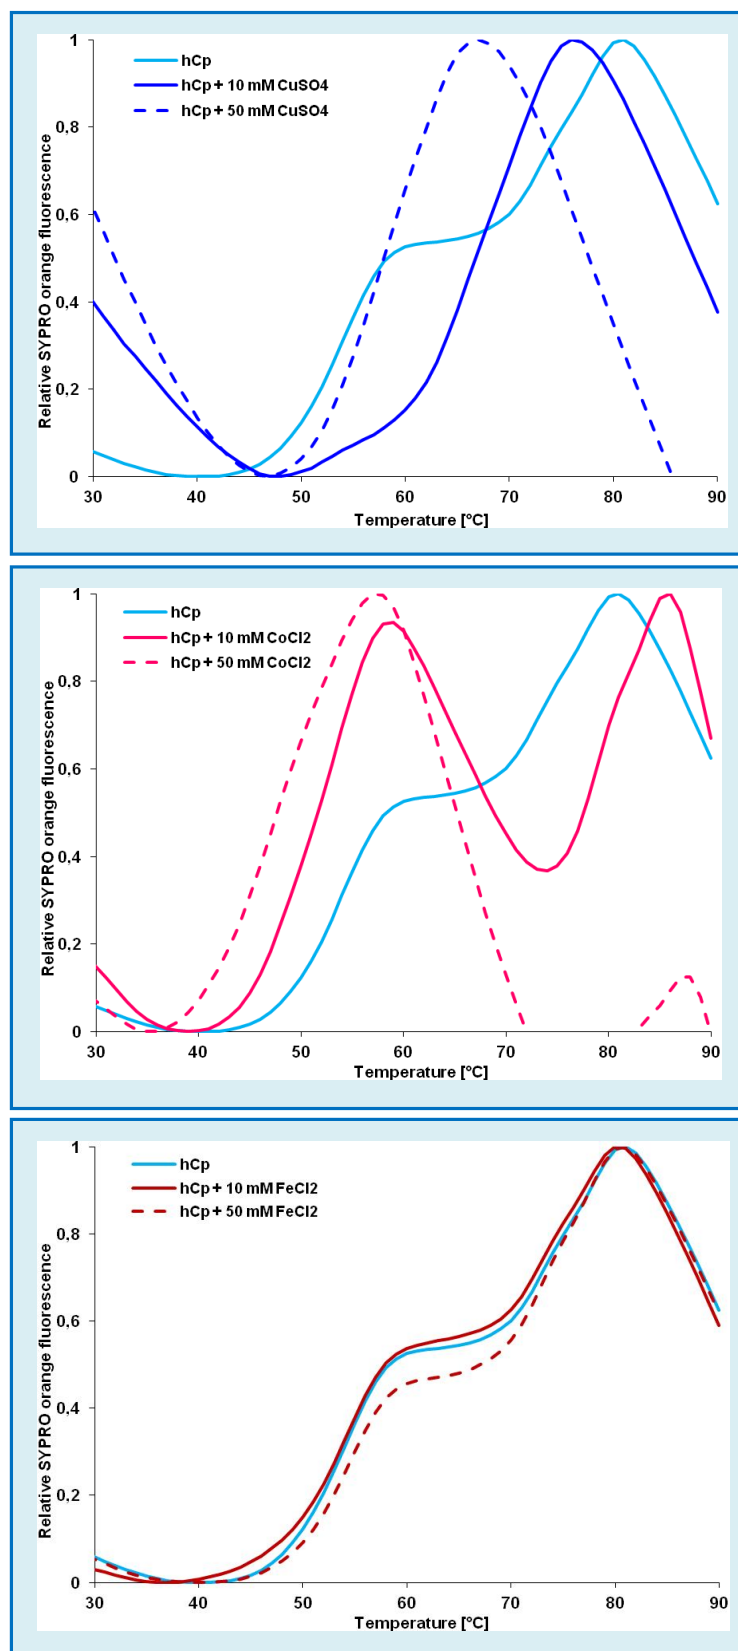 Relative SYPRO orange fluorescence
1
0,8
0,6
0,4
0,2
0
hCp
hCp + 10 mM CuSO4
hCp + 50 mM CuSO4
30 40 50 60 70 80 90
Temperature [°C]
Relative SYPRO orange fluorescence
1
0,8
0,6
0,4
0,2
0
hCp
hCp + 10 mM CoCl2
hCp + 50 mM CoCl2
30 40 50 60 70 80 90
Temperature [°C]
Relative SYPRO orange fluorescence
1
0,8
0,6
0,4
0,2
0
hCp
hCp + 10 mM FeCl2
hCp + 50 mM FeCl2
30 40 50 60 70 80 90
Temperature [°C]